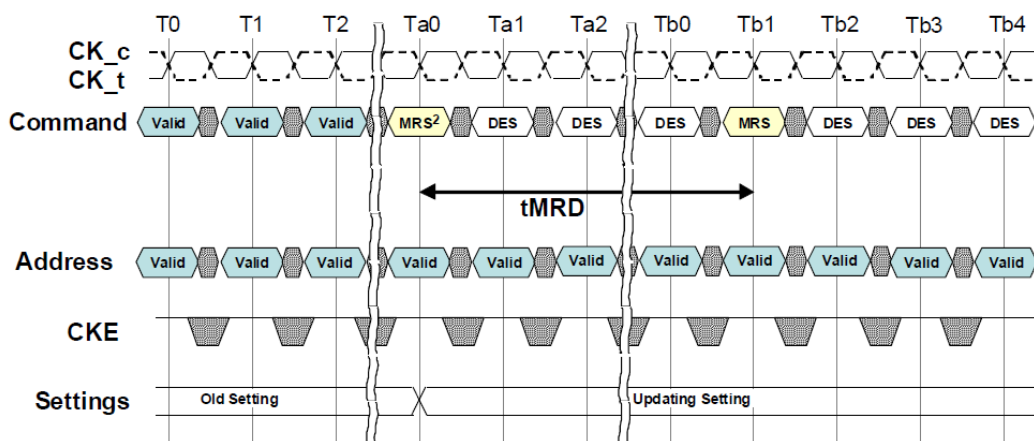 T0 T1 T2 Ta0 Ta1 Ta2 Tb0 Tb1 Tb2 Tb3 Tb4
CK_c
CK_t
Command Valid Valid Valid MRS² DES DES DES MRS DES DES DES
tMRD
Address Valid Valid Valid Valid Valid Valid Valid Valid Valid Valid Valid
CKE
Settings Old Setting Updating Setting